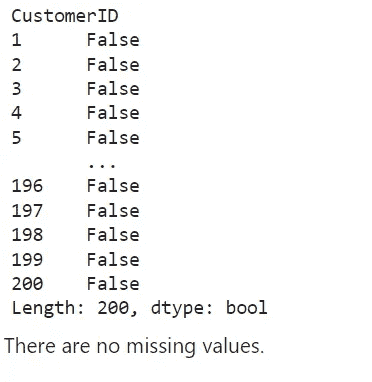 CustomerID
1      False
2      False
3      False
4      False
5      False
       ...
196    False
197    False
198    False
199    False
200    False
Length: 200, dtype: bool
There are no missing values.